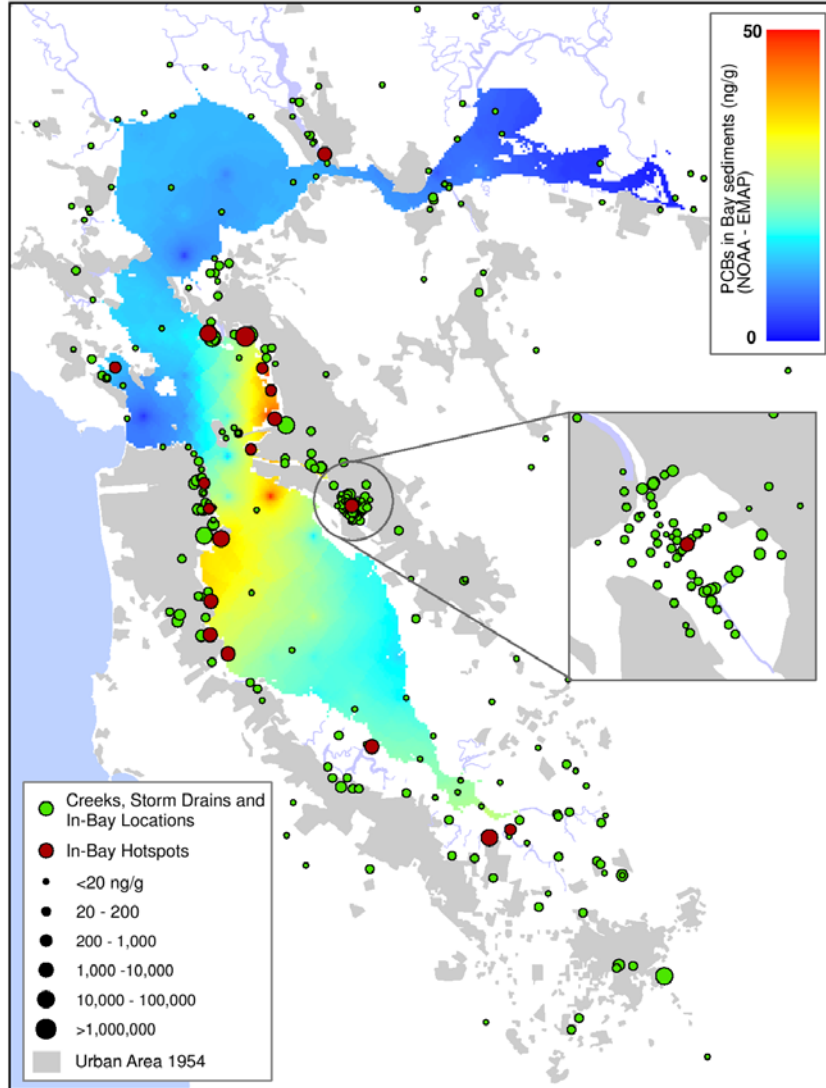 50
PCBs in Bay sediments (ng/g)
(NOAA - EMAP)
0
Creeks, Storm Drains and
In-Bay Locations
In-Bay Hotspots
<20 ng/g
20 - 200
200 - 1,000
1,000 -10,000
10,000 - 100,000
>1,000,000
Urban Area 1954